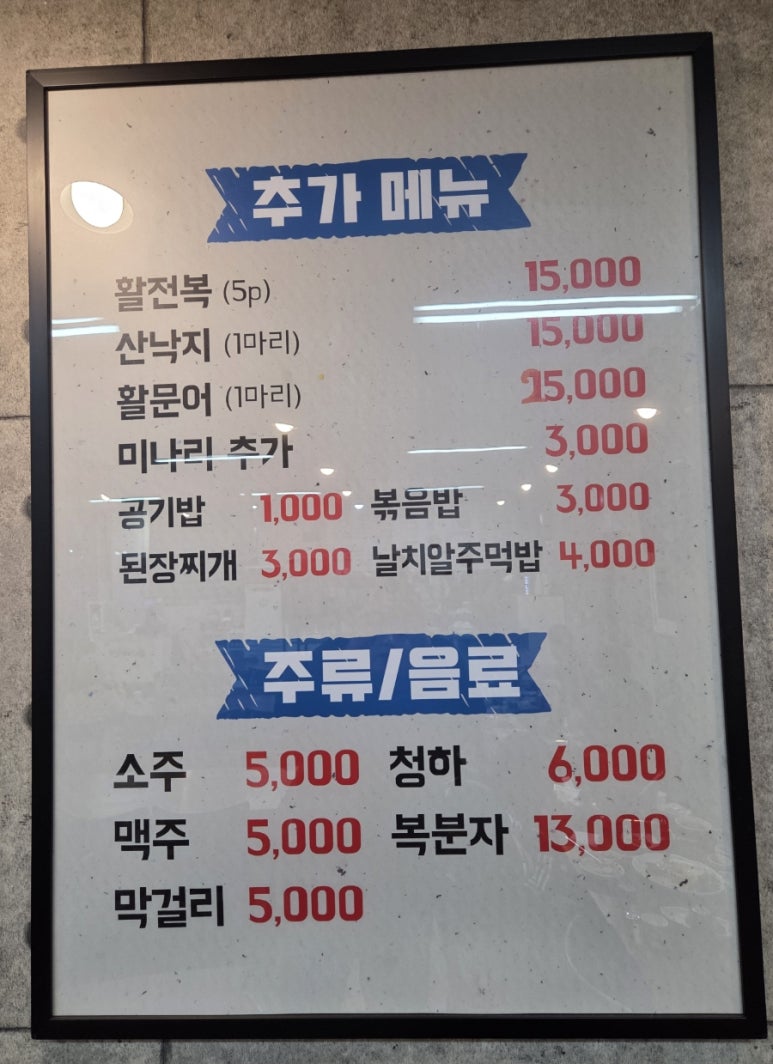 추가 메뉴
활전복 (5p) 15,000
산낙지 (1마리) 15,000
활문어 (1마리) 25,000
미나리 추가 3,000
공기밥 1,000 볶음밥 3,000
된장찌개 3,000 날치알주먹밥 4,000
주류/음료
소주 5,000 청하 6,000
맥주 5,000 복분자 13,000
막걸리 5,000